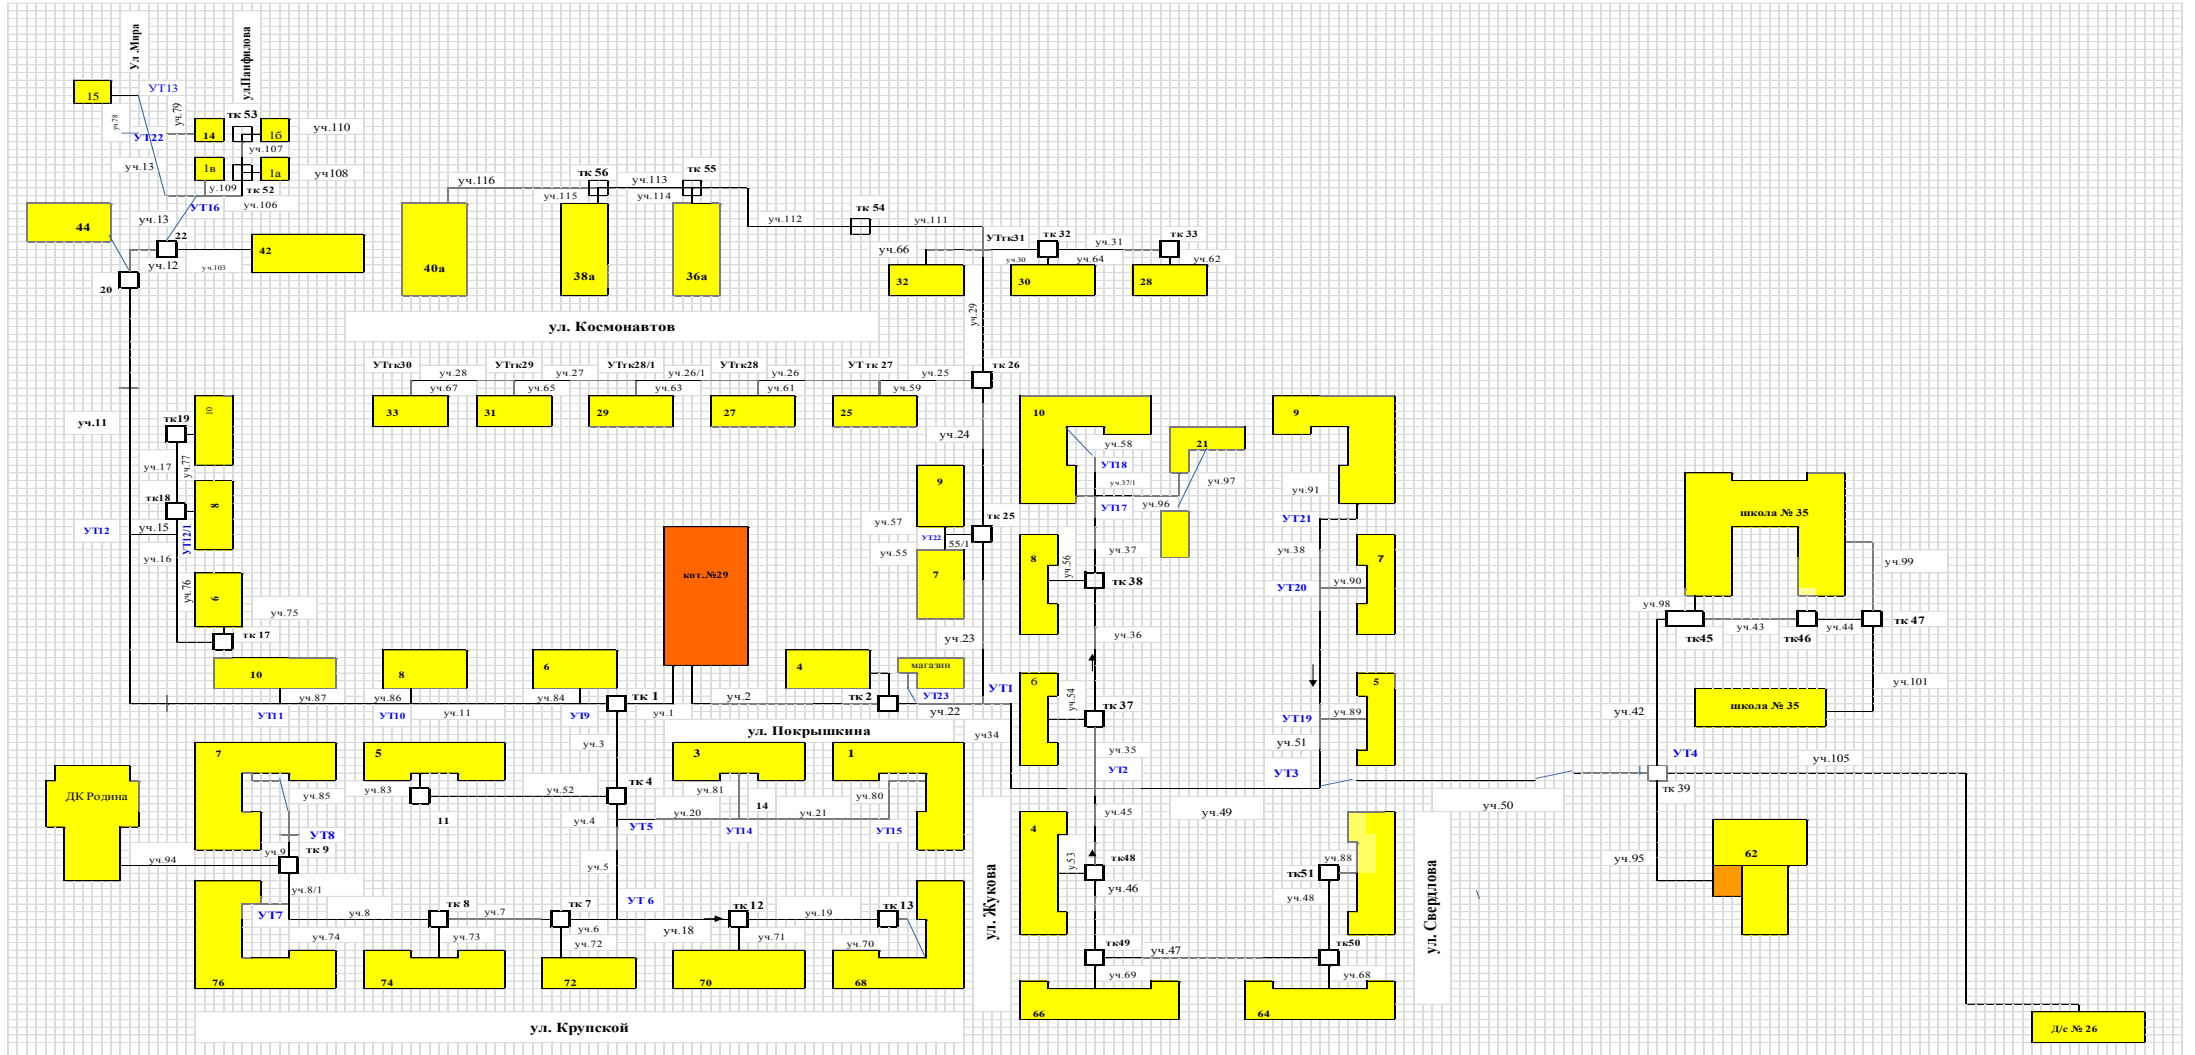 Ул.Мира
ул.Панфилова
15
УТ13
уч.79
уч.78
УТ22
14
тк 53
1б
уч.110
уч.107
уч.13
1в
1а
уч108
у.109
тк 52
УТ16
уч.106
44
уч.13
22
42
уч.12
уч.103
20
уч.116
тк 56
уч.113
тк 55
уч.115
уч.114
40а
38а
36а
уч.112
тк 54
уч.111
уч.66
УТтк31
тк 32
уч.31
тк 33
уч.30
уч.64
уч.62
32
30
28
ул. Космонавтов
уч.29
УТтк30
уч.28
УТтк29
уч.27
УТтк28/1
уч.26/1
УТтк28
уч.26
УТ тк 27
уч.25
тк 26
уч.67
уч.65
уч.63
уч.61
уч.59
33
31
29
27
25
уч.11
тк19
10
уч.17
уч.77
тк18
8
УТ12
уч.15
УТ12/1
уч.16
уч.76
6
уч.75
тк 17
уч.24
9
уч.57
УТ22
тк 25
уч.55
55/1
7
уч.23
кот.№29
10
уч.58
УТ18
21
уч.37/1
уч.97
УТ17
уч.96
9
уч.91
УТ21
8
уч.56
уч.37
тк 38
уч.38
7
УТ20
уч.90
уч.36
6
уч.54
тк 37
уч.35
УТ2
5
УТ19
уч.89
уч.51
УТ3
школа № 35
уч.99
уч.98
тк45
уч.43
тк46
уч.44
тк 47
уч.101
школа № 35
уч.42
УТ4
уч.105
тк 39
10
8
6
4
магазин
уч.87
уч.86
уч.84
тк 1
уч.2
тк 2
УТ23
УТ1
УТ11
УТ10
уч.11
УТ9
уч.1
уч.22
ул. Покрышкина
уч34
уч.3
7
5
3
1
ДК Родина
уч.85
уч.83
уч.52
тк 4
уч.81
уч.80
14
11
уч.4
УТ5
уч.20
УТ14
уч.21
УТ15
УТ8
уч.9
тк 9
уч.94
уч.5
уч.8/1
УТ7
уч.8
тк 8
уч.7
тк 7
УТ 6
тк 12
уч.19
тк 13
уч.6
уч.18
уч.74
уч.73
уч.72
уч.71
уч.70
76
74
72
70
68
ул. Крупской
ул. Жукова
4
уч.45
уч.49
уч.53
тк48
уч.46
тк49
уч.47
уч.69
66
уч.88
тк51
уч.48
тк50
уч.68
64
ул. Свердлова
уч.50
уч.95
62
Д/с № 26